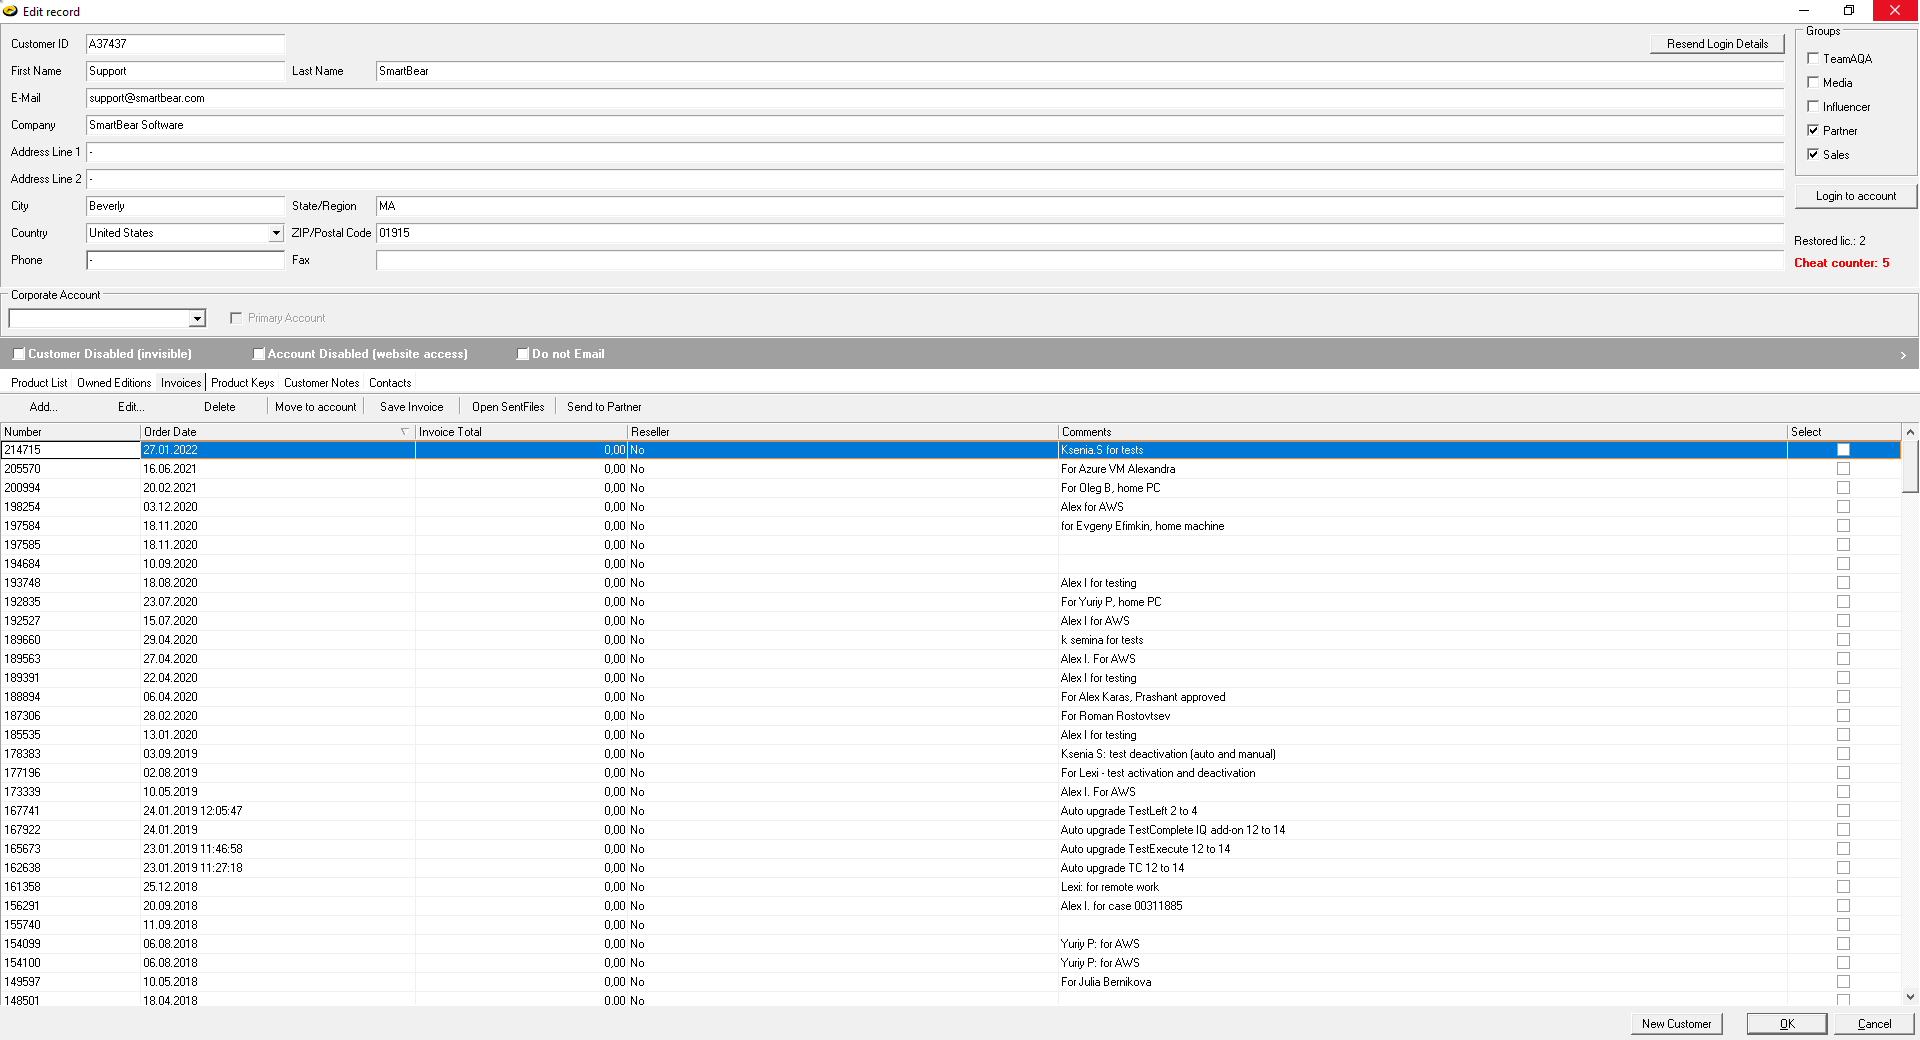 Edit record
Customer ID A37437 Resend Login Details Groups
First Name Support Last Name SmartBear TeamAQA
E-Mail support@smartbear.com Media
Company SmartBear Software Influencer
Address Line 1 - Partner
Address Line 2 - Sales
City Beverly State/Region MA Login to account
Country United States ZIP/Postal Code 01915 Restored lic.: 2
Phone - Fax Cheat counter: 5
Corporate Account
Primary Account
Customer Disabled (invisible) Account Disabled (website access) Do not Email
Product List Owned Editions Invoices Product Keys Customer Notes Contacts
Add... Edit... Delete Move to account Save Invoice Open SentFiles Send to Partner
Number Order Date Invoice Total Reseller Comments Select
214715 27.01.2022 0,00 No Ksenia.S for tests
205570 16.06.2021 0,00 No For Azure VM Alexandra
200994 20.02.2021 0,00 No For Oleg B, home PC
198254 03.12.2020 0,00 No Alex for AWS
197584 18.11.2020 0,00 No for Evgeny Efimkin, home machine
197585 18.11.2020 0,00 No
194684 10.09.2020 0,00 No
193748 18.08.2020 0,00 No Alex I for testing
192835 23.07.2020 0,00 No For Yuriy P, home PC
192527 15.07.2020 0,00 No Alex I for AWS
189660 29.04.2020 0,00 No k semina for tests
189563 27.04.2020 0,00 No Alex I. For AWS
189391 22.04.2020 0,00 No Alex I for testing
188894 06.04.2020 0,00 No For Alex Karas, Prashant approved
187306 28.02.2020 0,00 No For Roman Rostovtsev
185535 13.01.2020 0,00 No Alex I for testing
178383 03.09.2019 0,00 No Ksenia S: test deactivation (auto and manual)
177196 02.08.2019 0,00 No For Lexi - test activation and deactivation
173339 10.05.2019 0,00 No Alex I. For AWS
167741 24.01.2019 12:05:47 0,00 No Auto upgrade TestLeft 2 to 4
167922 24.01.2019 0,00 No Auto upgrade TestComplete IQ add-on 12 to 14
165673 23.01.2019 11:46:58 0,00 No Auto upgrade TestExecute 12 to 14
162638 23.01.2019 11:27:18 0,00 No Auto upgrade TC 12 to 14
161358 25.12.2018 0,00 No Lexi: for remote work
156291 20.09.2018 0,00 No Alex I. for case 00311885
155740 11.09.2018 0,00 No
154099 06.08.2018 0,00 No Yuriy P: for AWS
154100 06.08.2018 0,00 No Yuriy P: for AWS
149597 10.05.2018 0,00 No For Julia Bernikova
148501 18.04.2018 0,00 No
New Customer OK Cancel